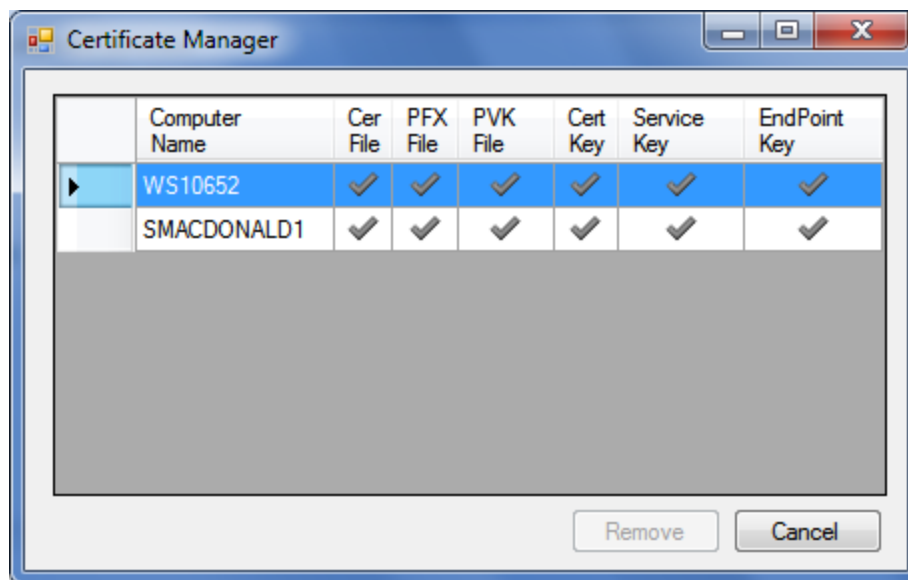 Certificate Manager
Computer Name Cer File PFX File PVK File Cert Key Service Key EndPoint Key
WS10652
SMACDONALD1
Remove Cancel